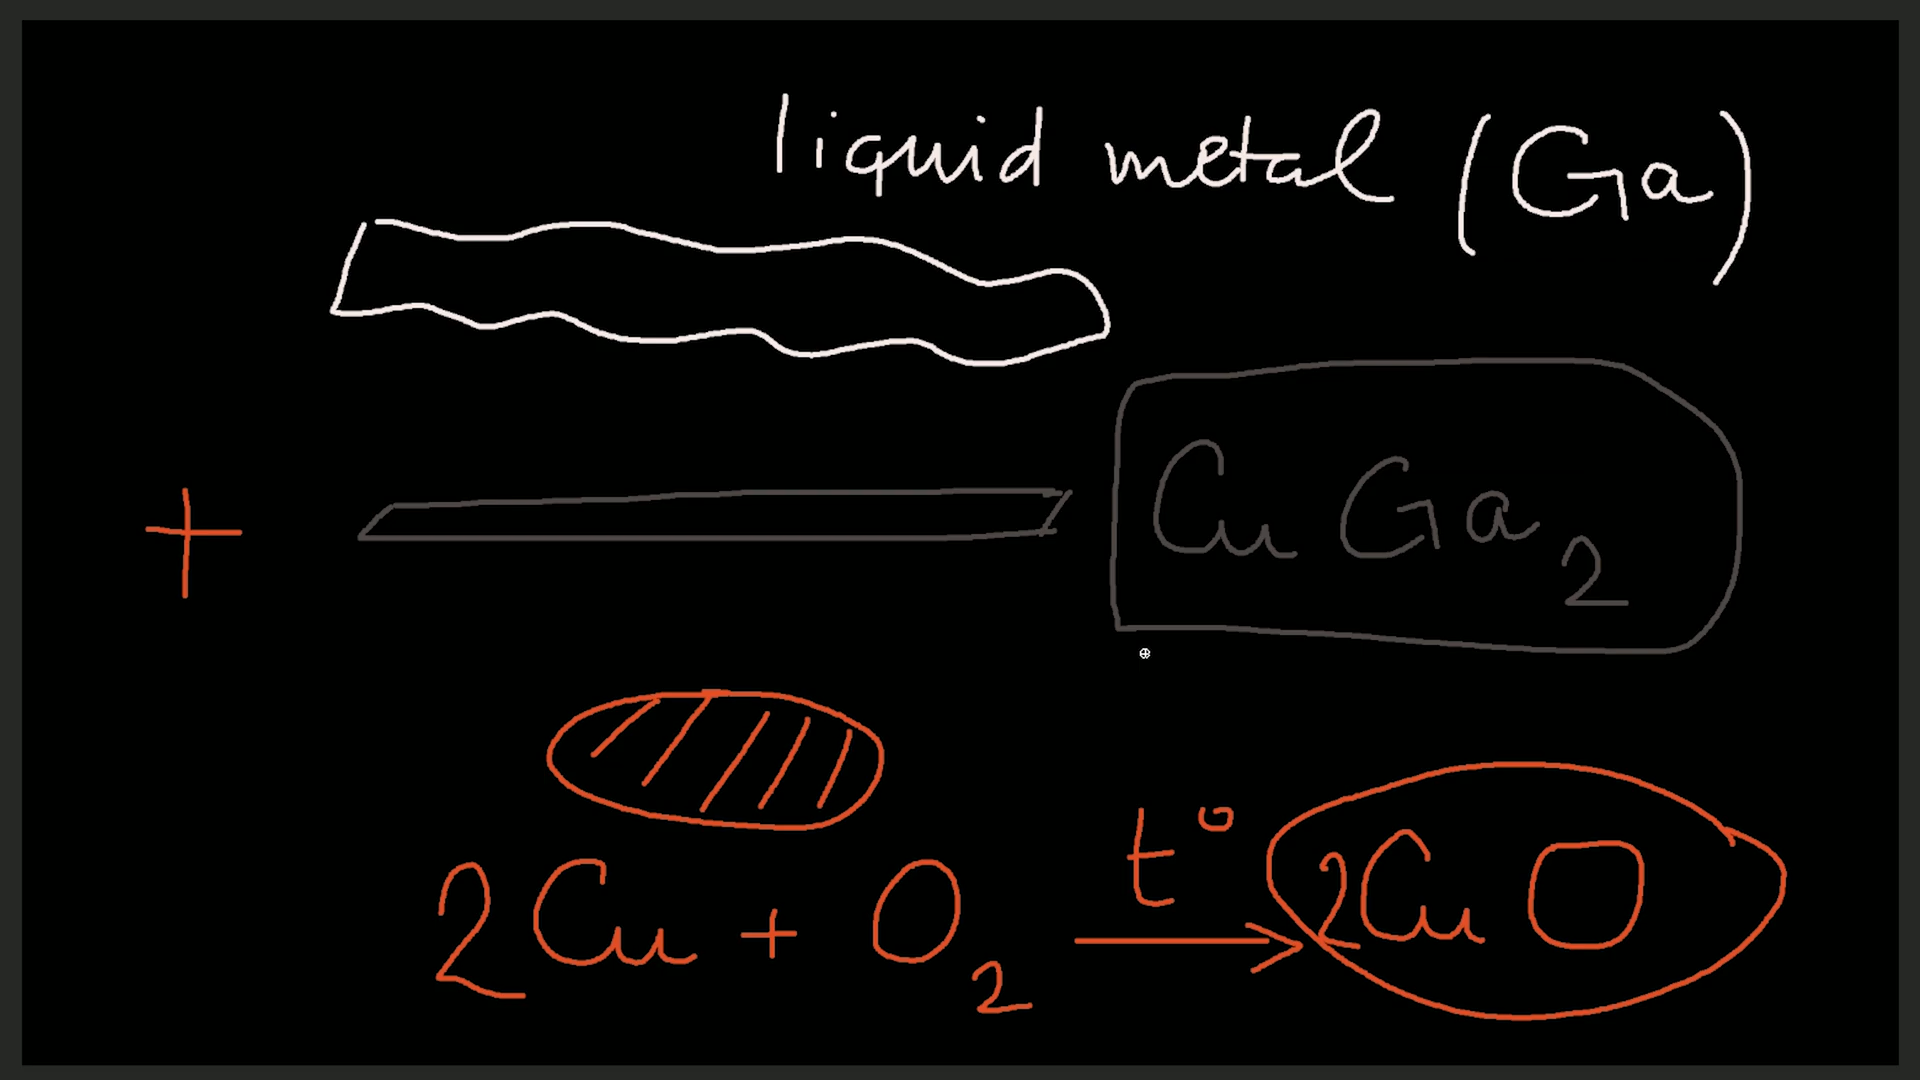 liquid metal (Ga)
+
CuGa₂
t°
2Cu + O₂ → 2CuO